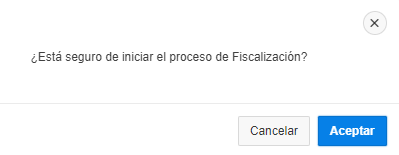 ¿Está seguro de iniciar el proceso de Fiscalización?
Cancelar
Aceptar